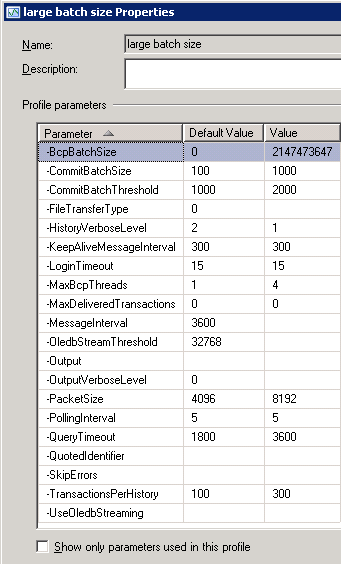 large batch size Properties
Name: large batch size
Description:
Profile parameters
Parameter Default Value Value
-BcpBatchSize 0 2147473647
-CommitBatchSize 100 1000
-CommitBatchThreshold 1000 2000
-FileTransferType 0
-HistoryVerboseLevel 2 1
-KeepAliveMessageInterval 300 300
-LoginTimeout 15 15
-MaxBcpThreads 1 4
-MaxDeliveredTransactions 0 0
-MessageInterval 3600
-OledbStreamThreshold 32768
-Output
-OutputVerboseLevel 0
-PacketSize 4096 8192
-PollingInterval 5 5
-QueryTimeout 1800 3600
-QuotedIdentifier
-SkipErrors
-TransactionsPerHistory 100 300
-UseOledbStreaming
Show only parameters used in this profile